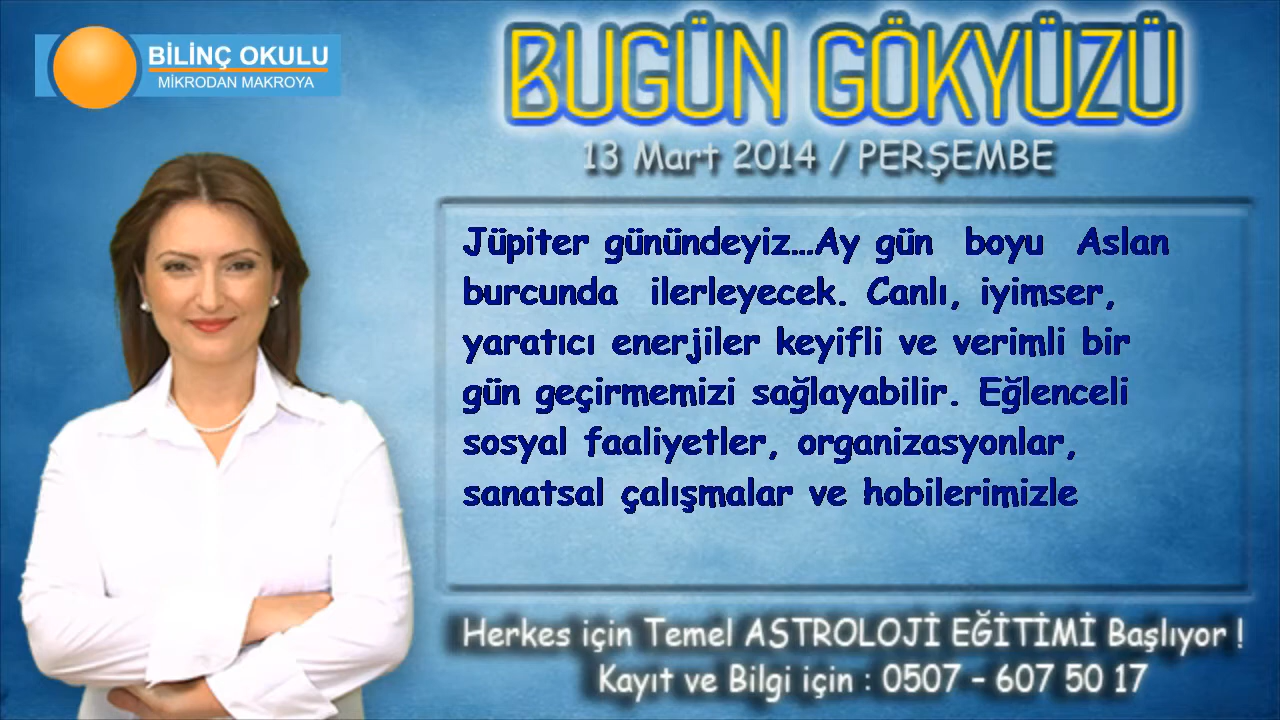 BİLİNÇ OKULU
MİKRODAN MAKROYA
BUGÜN GÖKYÜZÜ
13 Mart 2014 / PERŞEMBE
Jüpiter günündeyiz...Ay gün boyu Aslan
burcunda ilerleyecek. Canlı, iyimser,
yaratıcı enerjiler keyifli ve verimli bir
gün geçirmemizi sağlayabilir. Eğlenceli
sosyal faaliyetler, organizasyonlar,
sanatsal çalışmalar ve hobilerimizle
Herkes için Temel ASTROLOJİ EĞİTİMİ Başlıyor !
Kayıt ve Bilgi için : 0507 – 607 50 17